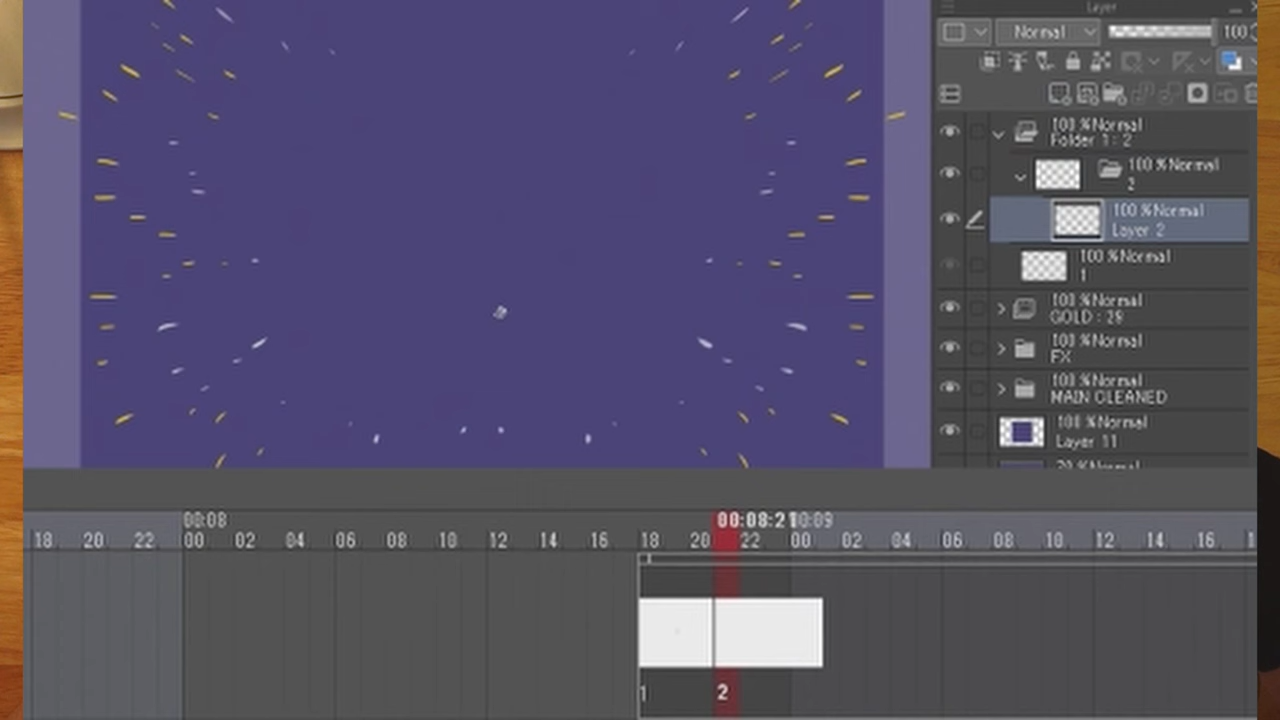 Layer
Normal
100
100 %Normal
Folder 1 : 2
100 %Normal
2
100 %Normal
Layer 2
100 %Normal
1
100 %Normal
GOLD : 29
100 %Normal
FX
100 %Normal
MAIN CLEANED
100 %Normal
Layer 11
00:08
00:08:21
00:09
18 20 22 00 02 04 06 08 10 12 14 16 18 20 22 00 02 04 06 08 10 12 14 16
1 2